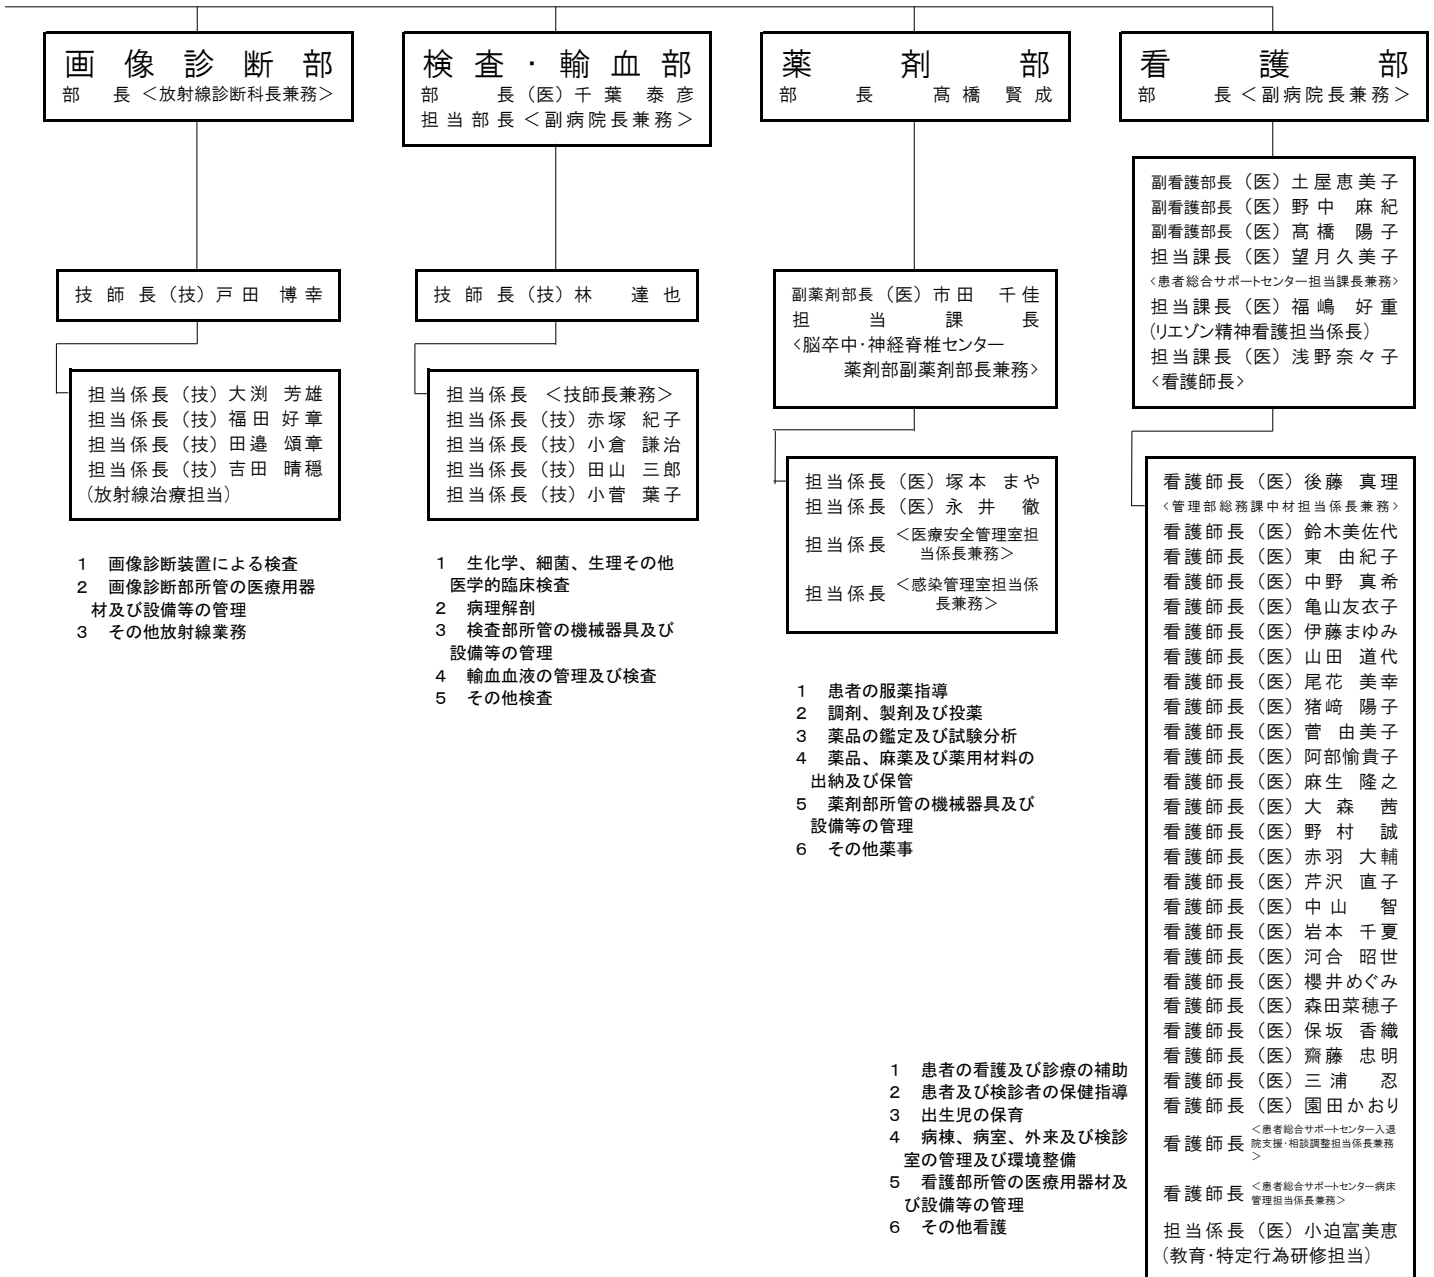 画像診断部
部長＜放射線診断科長兼務＞
技師長(技)戸田博幸
担当係長(技)大渕芳雄
担当係長(技)福田好章
担当係長(技)田邉頌章
担当係長(技)吉田晴穏
(放射線治療担当)
1 画像診断装置による検査
2 画像診断部所管の医療用器
材及び設備等の管理
3 その他放射線業務
検査・輸血部
部長(医)千葉泰彦
担当部長＜副病院長兼務＞
技師長(技)林達也
担当係長 ＜技師長兼務＞
担当係長(技)赤塚紀子
担当係長(技)小倉謙治
担当係長(技)田山三郎
担当係長(技)小菅葉子
1 生化学、細菌、生理その他
医学的臨床検査
2 病理解剖
3 検査部所管の機械器具及び
設備等の管理
4 輸血血液の管理及び検査
5 その他検査
薬剤部
部長 髙橋賢成
副薬剤部長(医)市田千佳
担当課長
<脳卒中・神経脊椎センター
薬剤部副薬剤部長兼務>
担当係長(医)塚本まや
担当係長(医)永井徹
担当係長 ＜医療安全管理室担
当係長兼務＞
担当係長 ＜感染管理室担当係
長兼務＞
1 患者の服薬指導
2 調剤、製剤及び投薬
3 薬品の鑑定及び試験分析
4 薬品、麻薬及び薬用材料の
出納及び保管
5 薬剤部所管の機械器具及び
設備等の管理
6 その他薬事
看護部
部長＜副病院長兼務＞
副看護部長(医)土屋恵美子
副看護部長(医)野中麻紀
副看護部長(医)髙橋陽子
担当課長(医)望月久美子
<患者総合サポートセンター担当課長兼務>
担当課長(医)福嶋好重
(リエゾン精神看護担当係長)
担当課長(医)浅野奈々子
<看護師長>
看護師長(医)後藤真理
<管理部総務課中材担当係長兼務>
看護師長(医)鈴木美佐代
看護師長(医)東由紀子
看護師長(医)中野真希
看護師長(医)亀山友衣子
看護師長(医)伊藤まゆみ
看護師長(医)山田道代
看護師長(医)尾花美幸
看護師長(医)猪﨑陽子
看護師長(医)菅由美子
看護師長(医)阿部愉貴子
看護師長(医)麻生隆之
看護師長(医)大森茜
看護師長(医)野村誠
看護師長(医)赤羽大輔
看護師長(医)芹沢直子
看護師長(医)中山智
看護師長(医)岩本千夏
看護師長(医)河合昭世
看護師長(医)櫻井めぐみ
看護師長(医)森田菜穂子
看護師長(医)保坂香織
看護師長(医)齋藤忠明
看護師長(医)三浦忍
看護師長(医)園田かおり
看護師長 ＜患者総合サポートセンター入退
院支援・相談調整担当係長兼務
＞
看護師長 ＜患者総合サポートセンター病床
管理担当係長兼務＞
担当係長(医)小迫富美恵
(教育・特定行為研修担当)
1 患者の看護及び診療の補助
2 患者及び検診者の保健指導
3 出生児の保育
4 病棟、病室、外来及び検診
室の管理及び環境整備
5 看護部所管の医療用器材及
び設備等の管理
6 その他看護